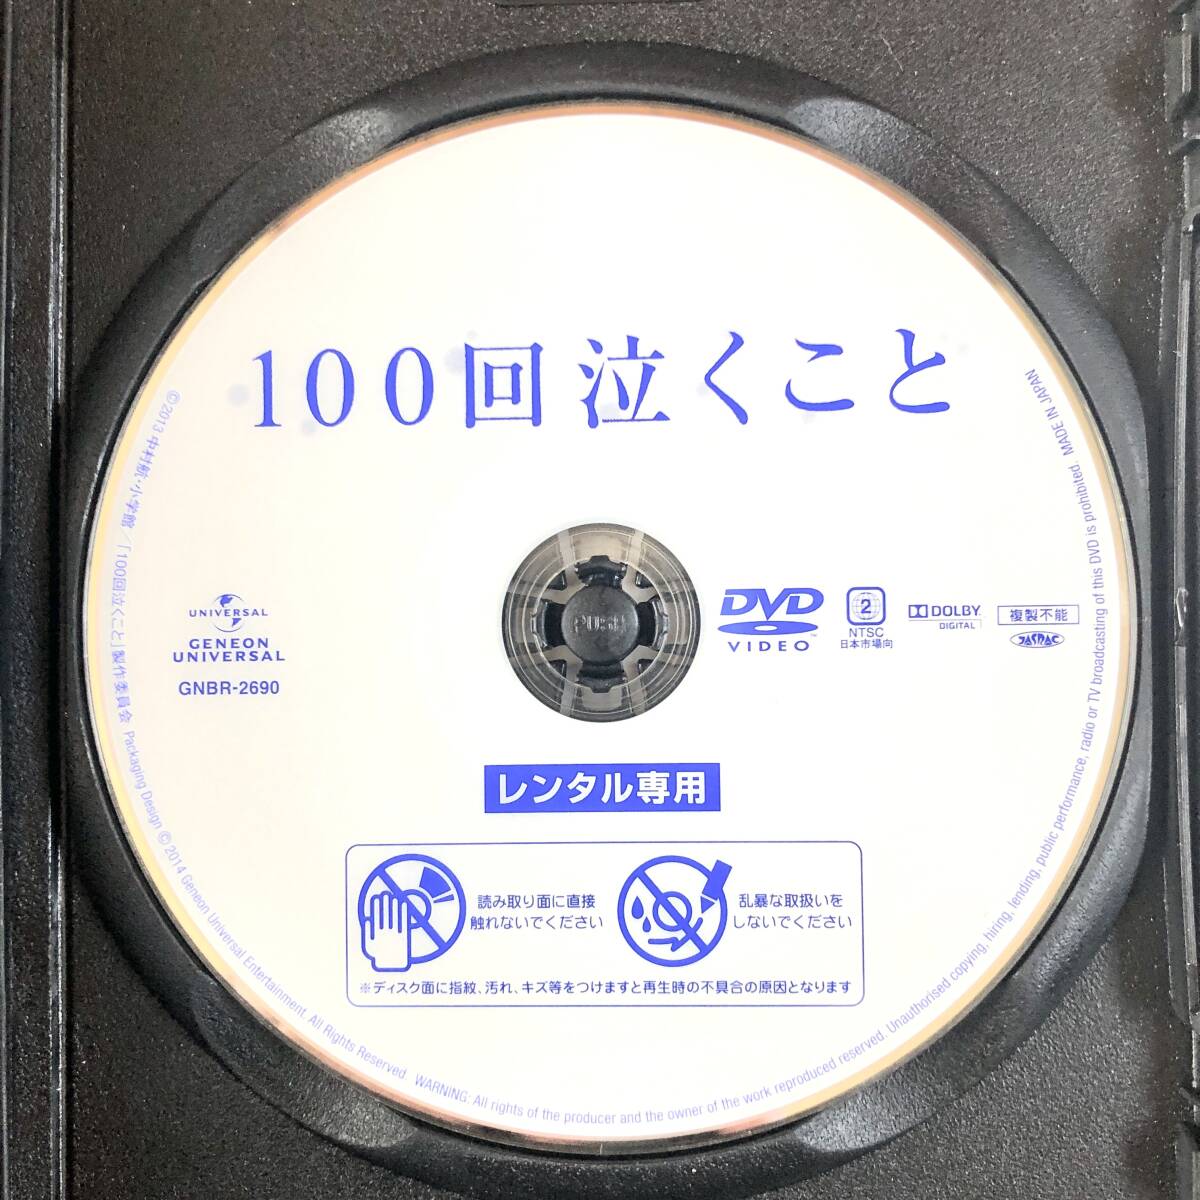 100回泣くこと
UNIVERSAL
GENEON
UNIVERSAL
GNBR-2690
PUSH
DVD
VIDEO
™
2
NTSC
日本市場向
DOLBY
DIGITAL
複製不能
JASRAC
レンタル専用
読み取り面に直接
触れないでください
乱暴な取扱いを
しないでください
※ディスク面に指紋、汚れ、キズ等をつけますと再生時の不具合の原因となります
©2013 中村航・小学館／「100回泣くこと」製作委員会 Packaging Design © 2014 Geneon Universal Entertainment. All Rights Reserved. WARNING: All rights of the producer and the owner of the work reproduced reserved. Unauthorised copying, hiring, lending, public performance, radio or TV broadcasting of this DVD is prohibited. MADE IN JAPAN